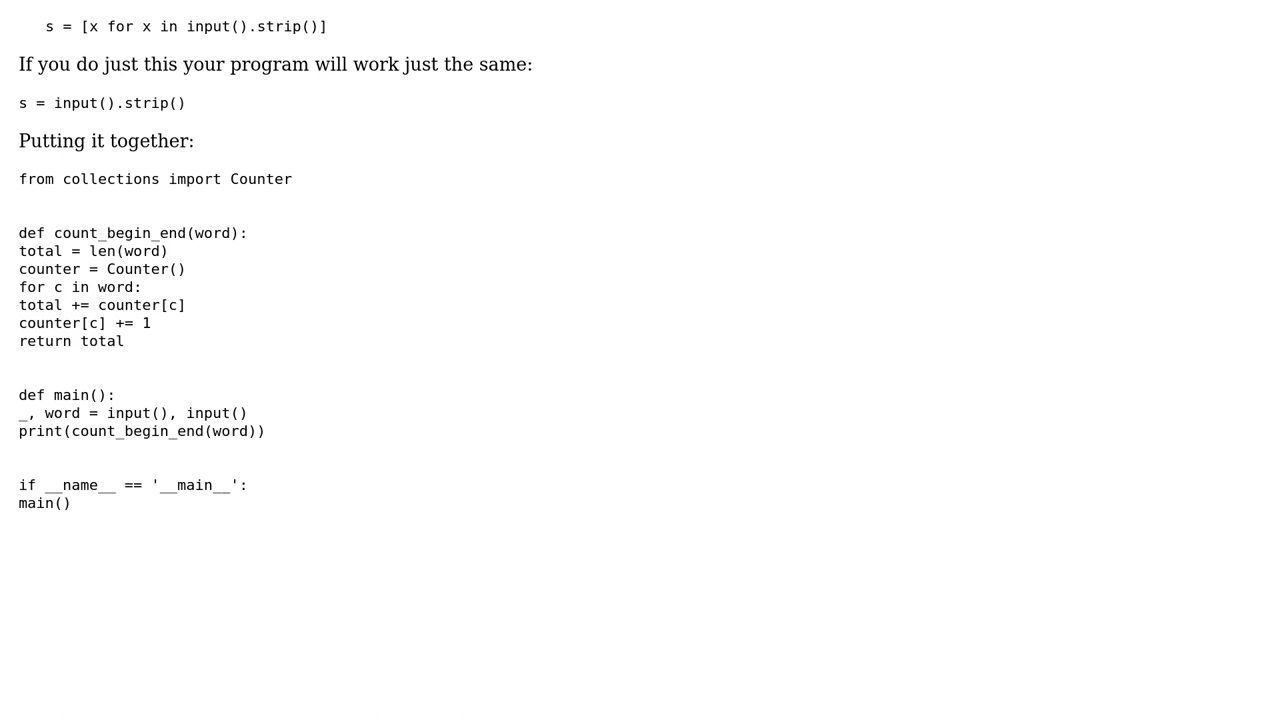 s = [x for x in input().strip()]
If you do just this your program will work just the same:
s = input().strip()
Putting it together:
from collections import Counter
def count_begin_end(word):
total = len(word)
counter = Counter()
for c in word:
total += counter[c]
counter[c] += 1
return total
def main():
_, word = input(), input()
print(count_begin_end(word))
if __name__ == '__main__':
main()